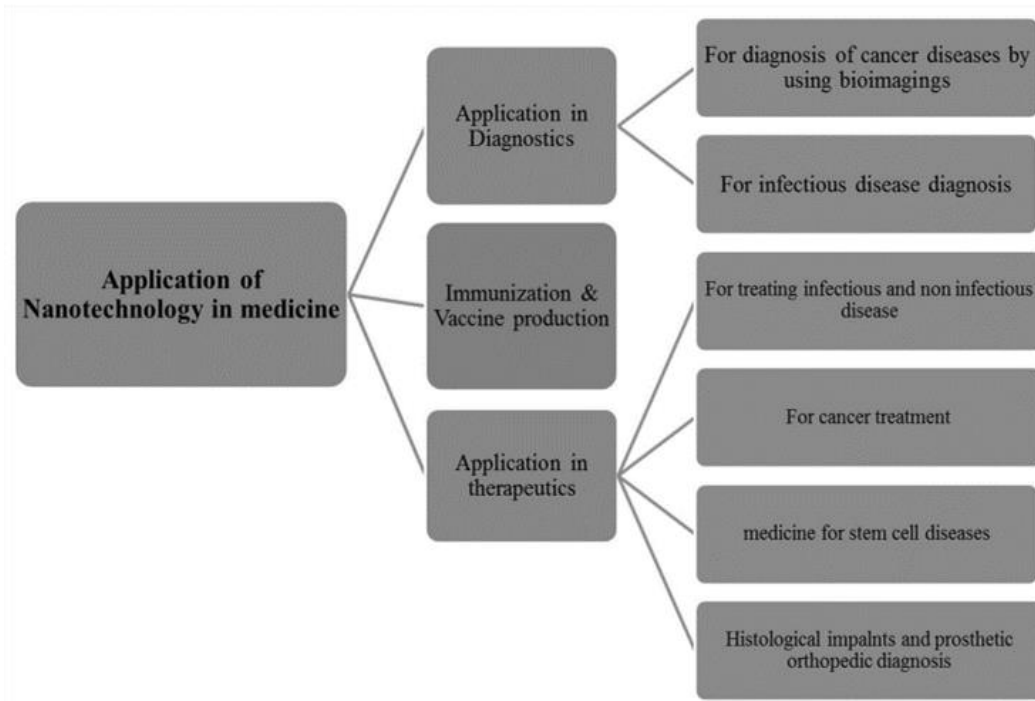 Application of
Nanotechnology in medicine
Application in
Diagnostics
Immunization &
Vaccine production
Application in
therapeutics
For diagnosis of cancer diseases by
using bioimagings
For infectious disease diagnosis
For treating infectious and non infectious
disease
For cancer treatment
medicine for stem cell diseases
Histological impalnts and prosthetic
orthopedic diagnosis